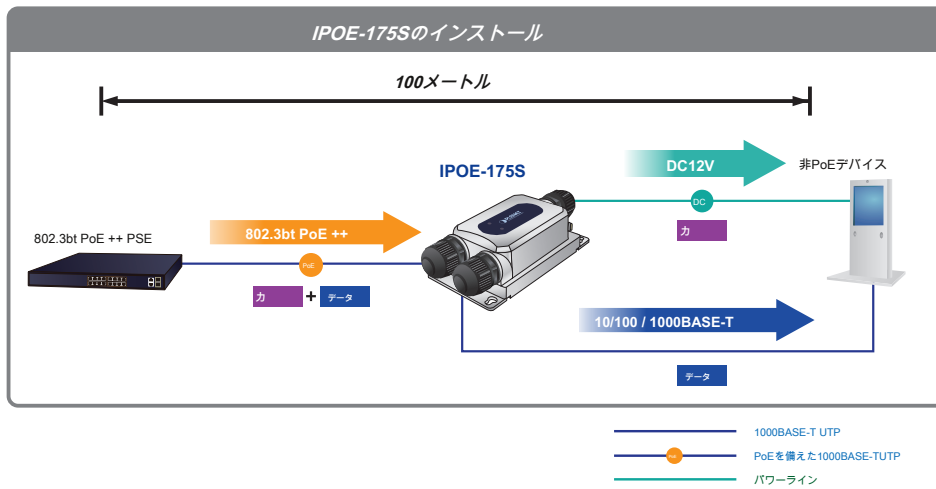 IPOE-175Sのインストール
100メートル
DC12V
非PoEデバイス
IPOE-175S
DC
802.3bt PoE ++ PSE
802.3bt PoE ++
力
PoE
力 + データ
10/100 / 1000BASE-T
データ
1000BASE-T UTP
PoEを備えた1000BASE-TUTP
パワーライン